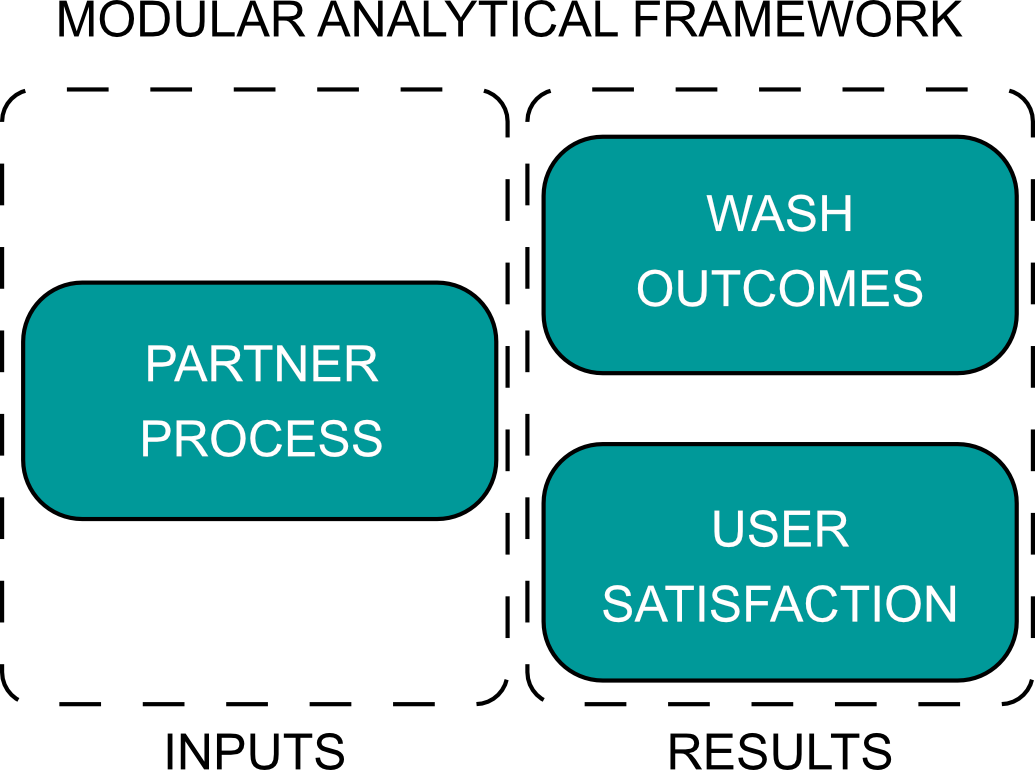 MODULAR ANALYTICAL FRAMEWORK
PARTNER
PROCESS
INPUTS
WASH
OUTCOMES
USER
SATISFACTION
RESULTS